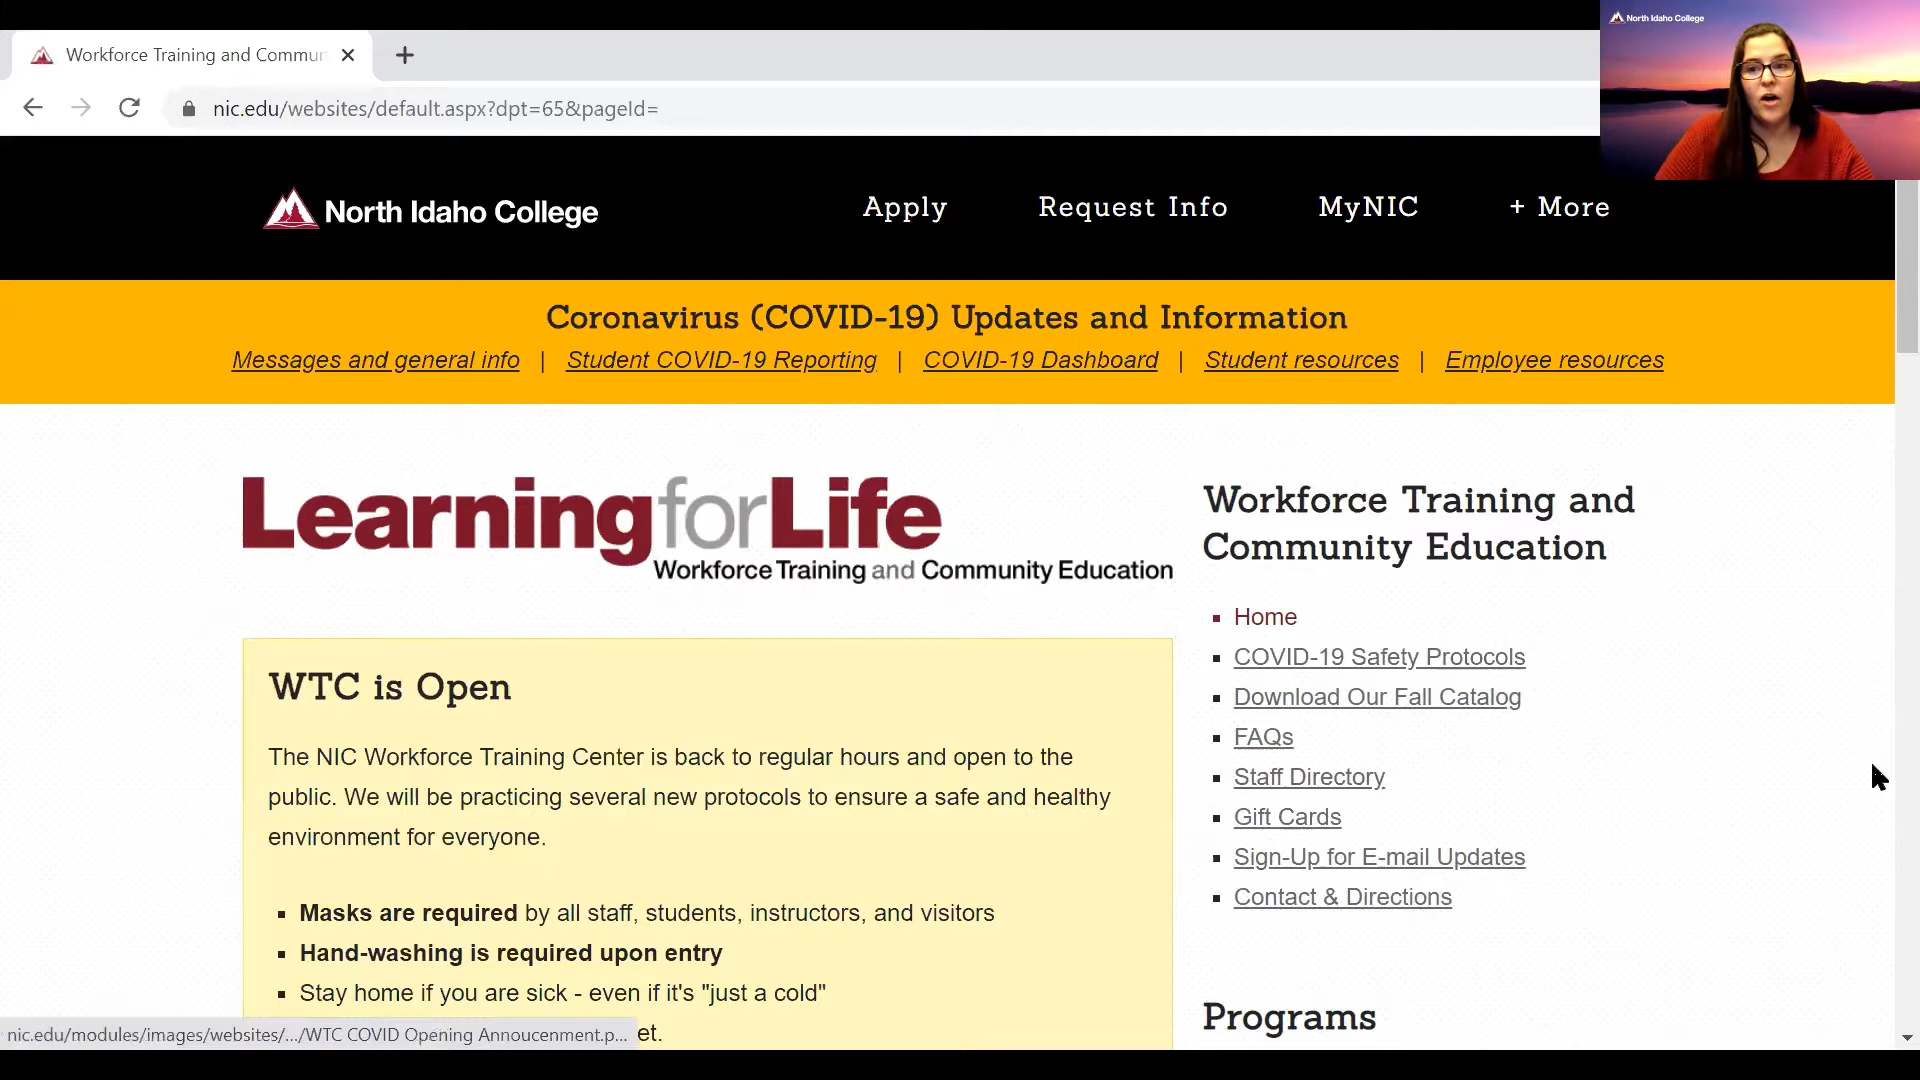 Workforce Training and Commu
nic.edu/websites/default.aspx?dpt=65&pageId=
North Idaho College
North Idaho College
Apply
Request Info
MyNIC
+ More
Coronavirus (COVID-19) Updates and Information
Messages and general info | Student COVID-19 Reporting | COVID-19 Dashboard | Student resources | Employee resources
LearningforLife
Workforce Training and Community Education
WTC is Open
The NIC Workforce Training Center is back to regular hours and open to the
public. We will be practicing several new protocols to ensure a safe and healthy
environment for everyone.
Masks are required by all staff, students, instructors, and visitors
Hand-washing is required upon entry
Stay home if you are sick - even if it's "just a cold"
et.
nic.edu/modules/images/websites/.../WTC COVID Opening Annoucenment.p...
Workforce Training and
Community Education
Home
COVID-19 Safety Protocols
Download Our Fall Catalog
FAQs
Staff Directory
Gift Cards
Sign-Up for E-mail Updates
Contact & Directions
Programs